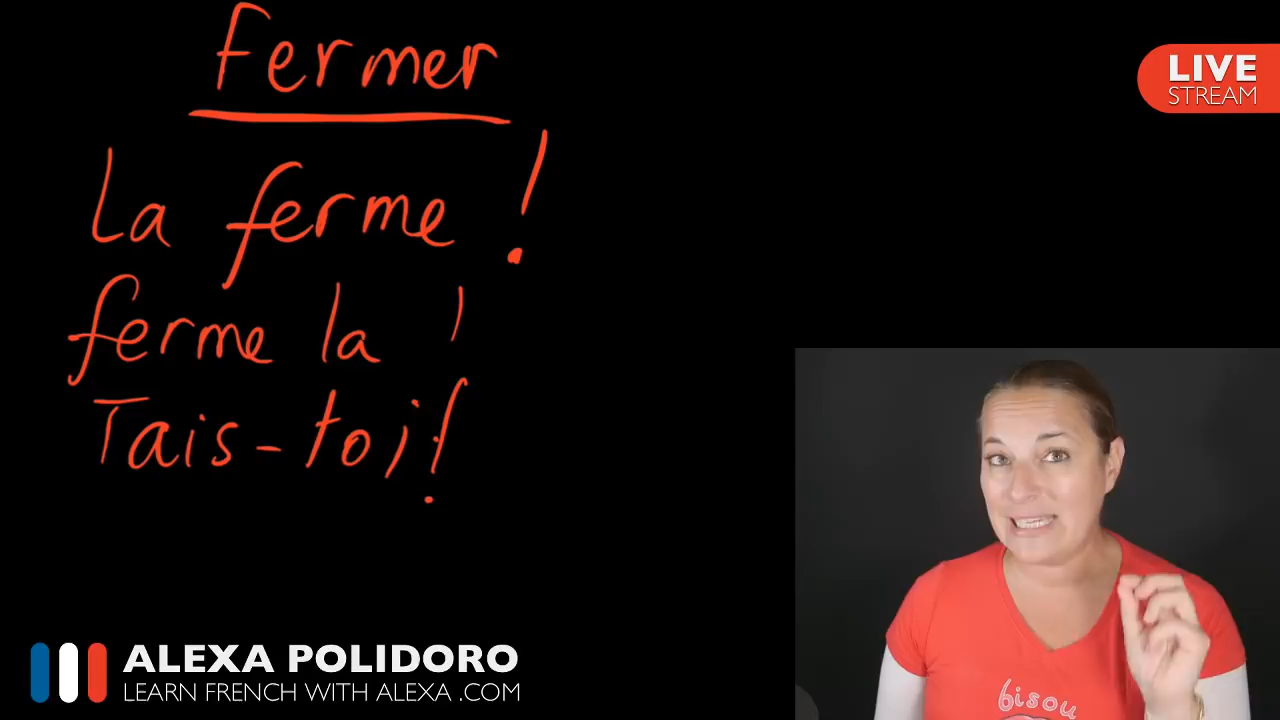 Fermer
La ferme !
ferme la !
Tais-toi !
LIVE
STREAM
bisou
ALEXA POLIDORO
LEARN FRENCH WITH ALEXA .COM